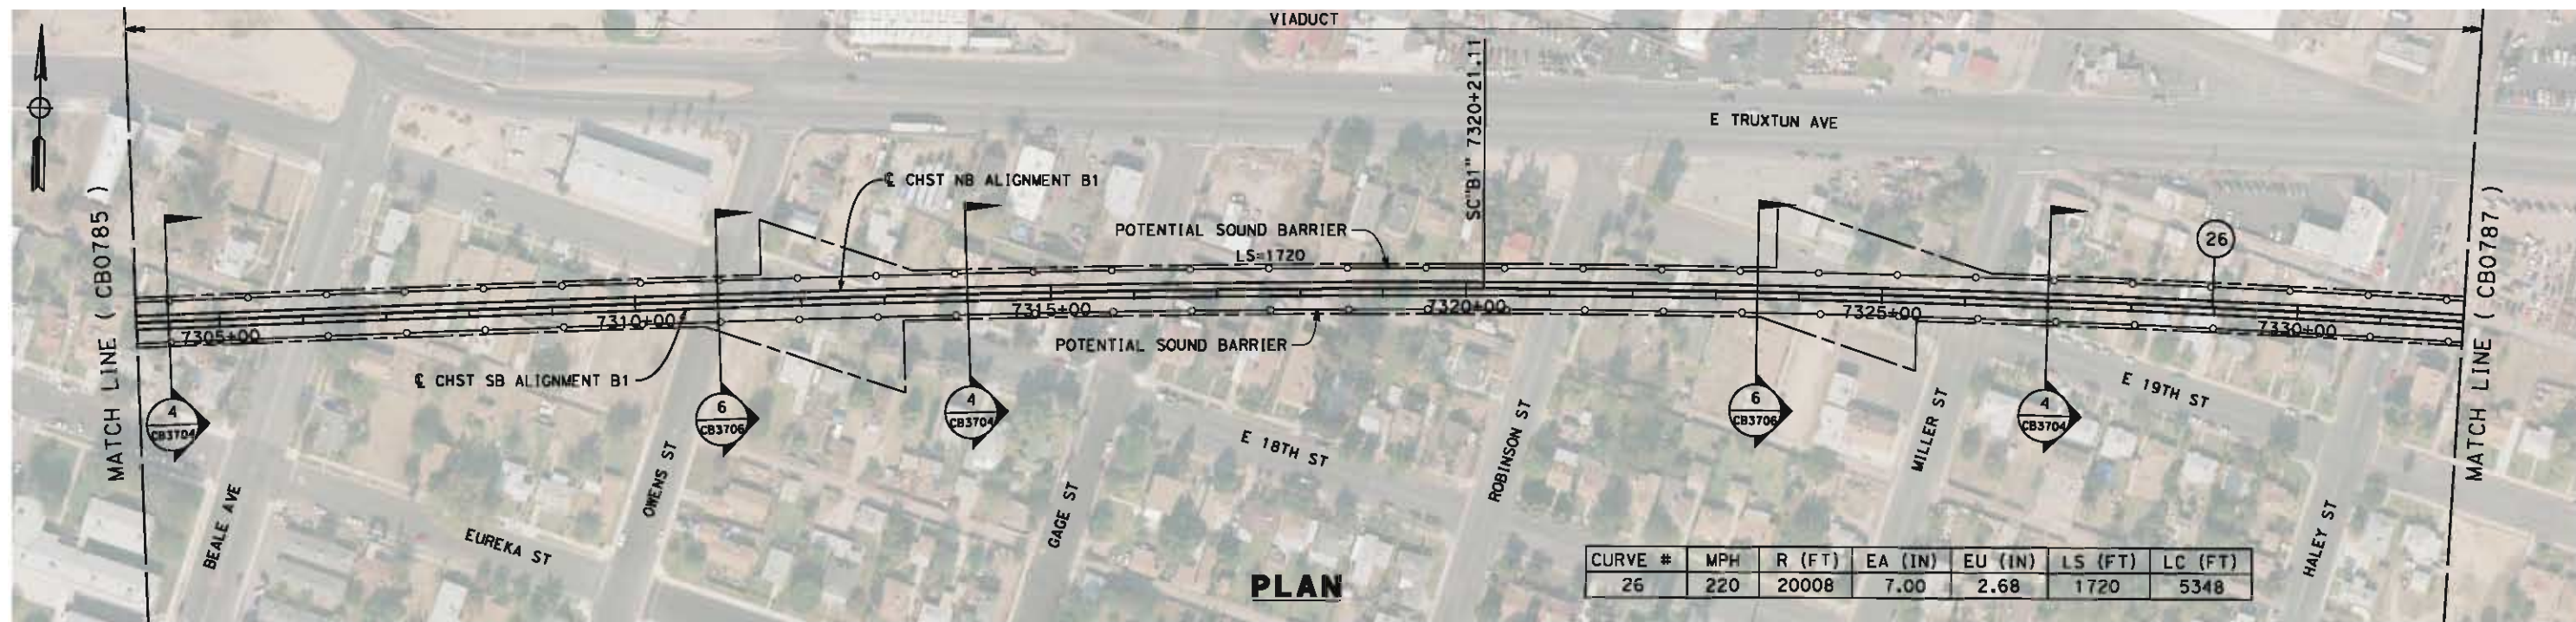 VIADUCT
MATCH LINE ( CB0785 )
SC"B1" 7320+21.11
E TRUXTUN AVE
MATCH LINE ( CB0787 )
℄ CHST NB ALIGNMENT B1
POTENTIAL SOUND BARRIER
LS=1720
26
7305+00
7310+00
7315+00
7320+00
7325+00
7330+00
POTENTIAL SOUND BARRIER
℄ CHST SB ALIGNMENT B1
4
CB3704
6
CB3706
4
CB3704
6
CB3706
4
CB3704
BEALE AVE
EUREKA ST
OWENS ST
GAGE ST
E 18TH ST
ROBINSON ST
MILLER ST
E 19TH ST
HALEY ST
PLAN
CURVE # MPH R (FT) EA (IN) EU (IN) LS (FT) LC (FT)
26 220 20008 7.00 2.68 1720 5348